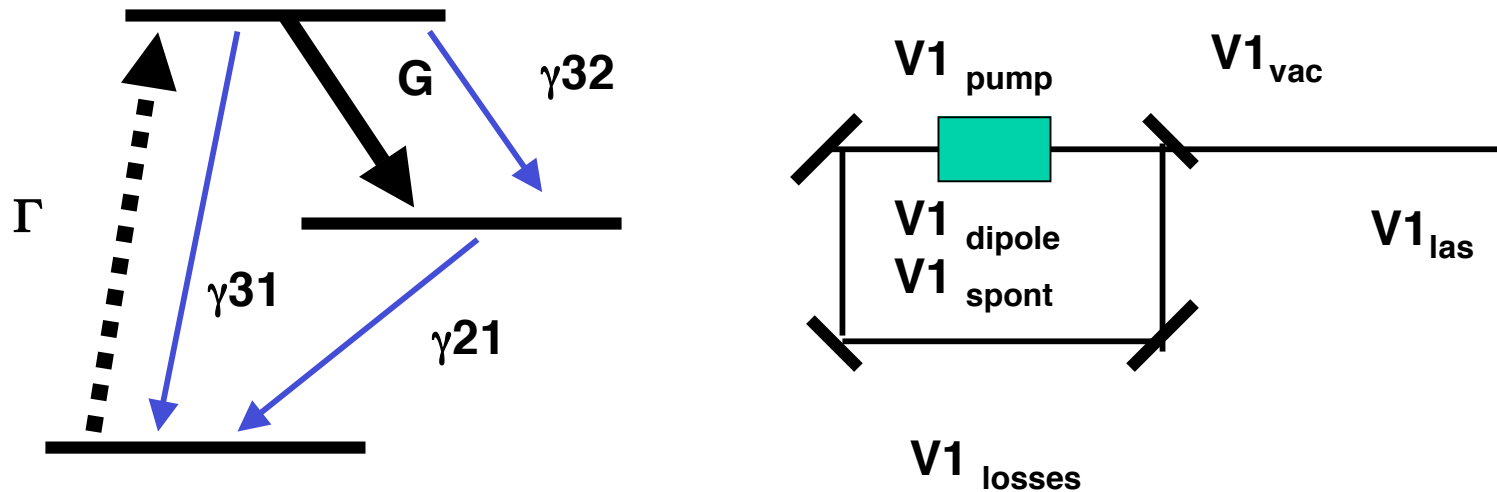 G
γ32
Γ
γ31
γ21
V1 pump
V1vac
V1 dipole
V1 spont
V1las
V1 losses